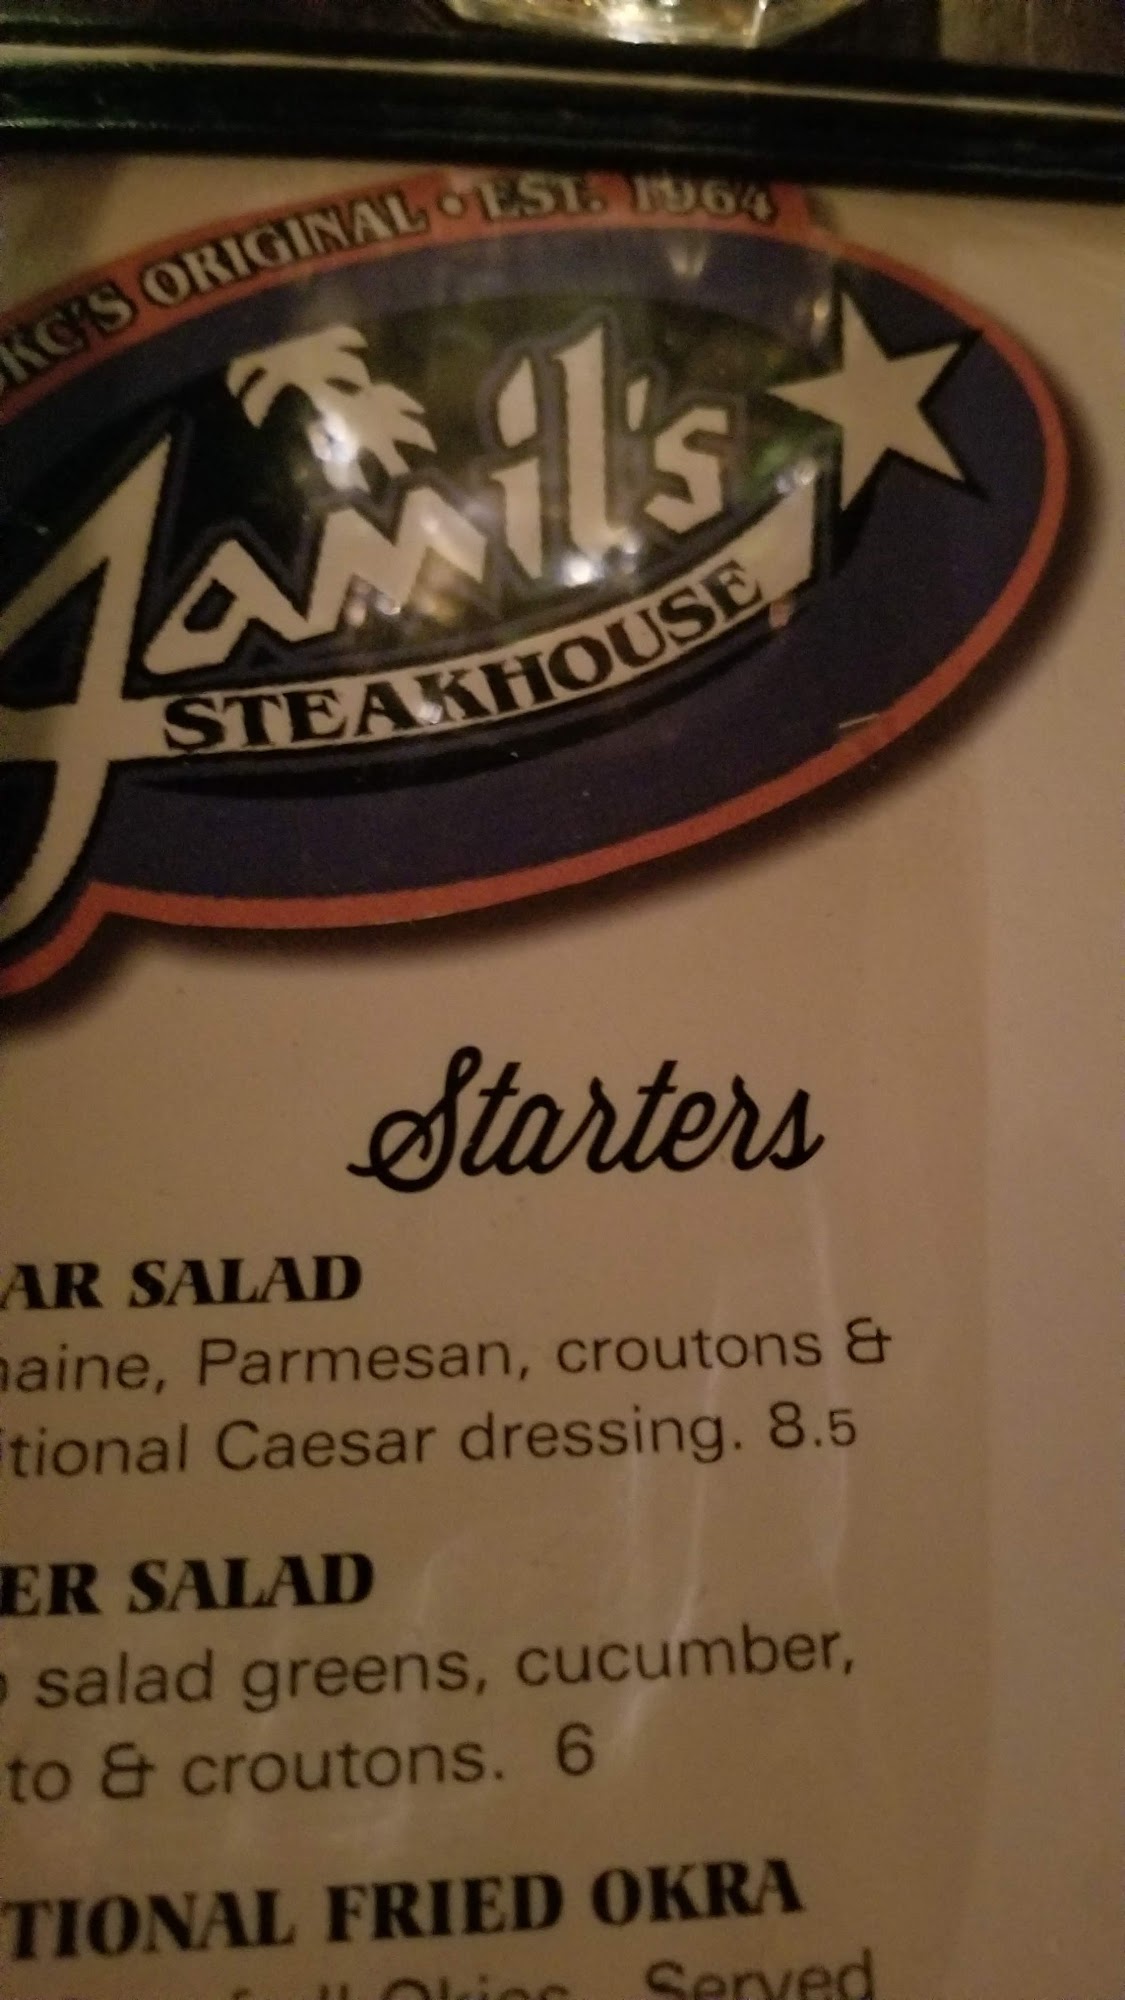 OKC'S ORIGINAL • EST. 1964
Jamil's
STEAKHOUSE
Starters
AR SALAD
naine, Parmesan, croutons &
itional Caesar dressing. 8.5
ER SALAD
salad greens, cucumber,
to & croutons. 6
TIONAL FRIED OKRA
Served